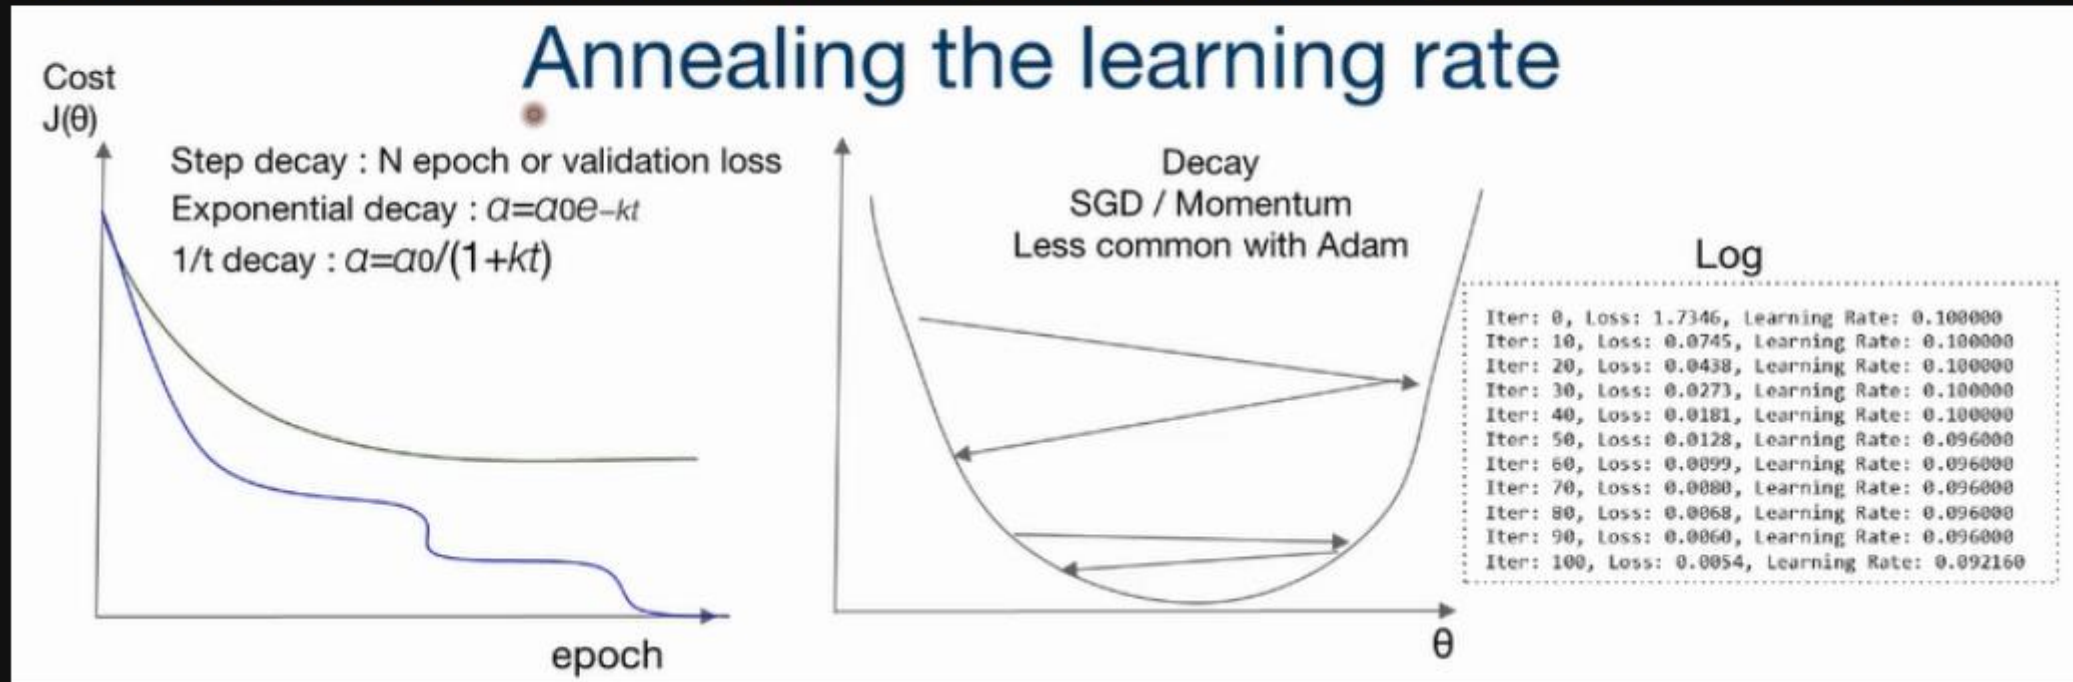 Annealing the learning rate
Cost
J(θ)
Step decay : N epoch or validation loss
Exponential decay : α=α0e−kt
1/t decay : α=α0/(1+kt)
epoch
Decay
SGD / Momentum
Less common with Adam
θ
Log
Iter: 0, Loss: 1.7346, Learning Rate: 0.100000
Iter: 10, Loss: 0.0745, Learning Rate: 0.100000
Iter: 20, Loss: 0.0438, Learning Rate: 0.100000
Iter: 30, Loss: 0.0273, Learning Rate: 0.100000
Iter: 40, Loss: 0.0181, Learning Rate: 0.100000
Iter: 50, Loss: 0.0128, Learning Rate: 0.096000
Iter: 60, Loss: 0.0099, Learning Rate: 0.096000
Iter: 70, Loss: 0.0080, Learning Rate: 0.096000
Iter: 80, Loss: 0.0068, Learning Rate: 0.096000
Iter: 90, Loss: 0.0060, Learning Rate: 0.096000
Iter: 100, Loss: 0.0054, Learning Rate: 0.092160